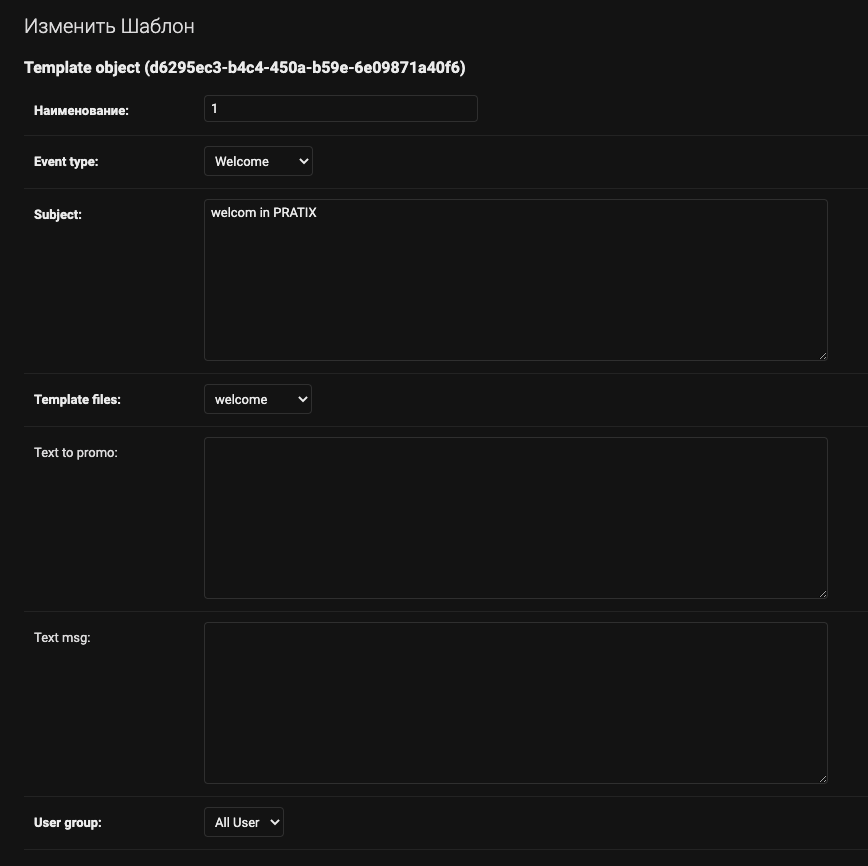 Изменить Шаблон
Template object (d6295ec3-b4c4-450a-b59e-6e09871a40f6)
Наименование: 1
Event type: Welcome
Subject: welcom in PRATIX
Template files: welcome
Text to promo:
Text msg:
User group: All User